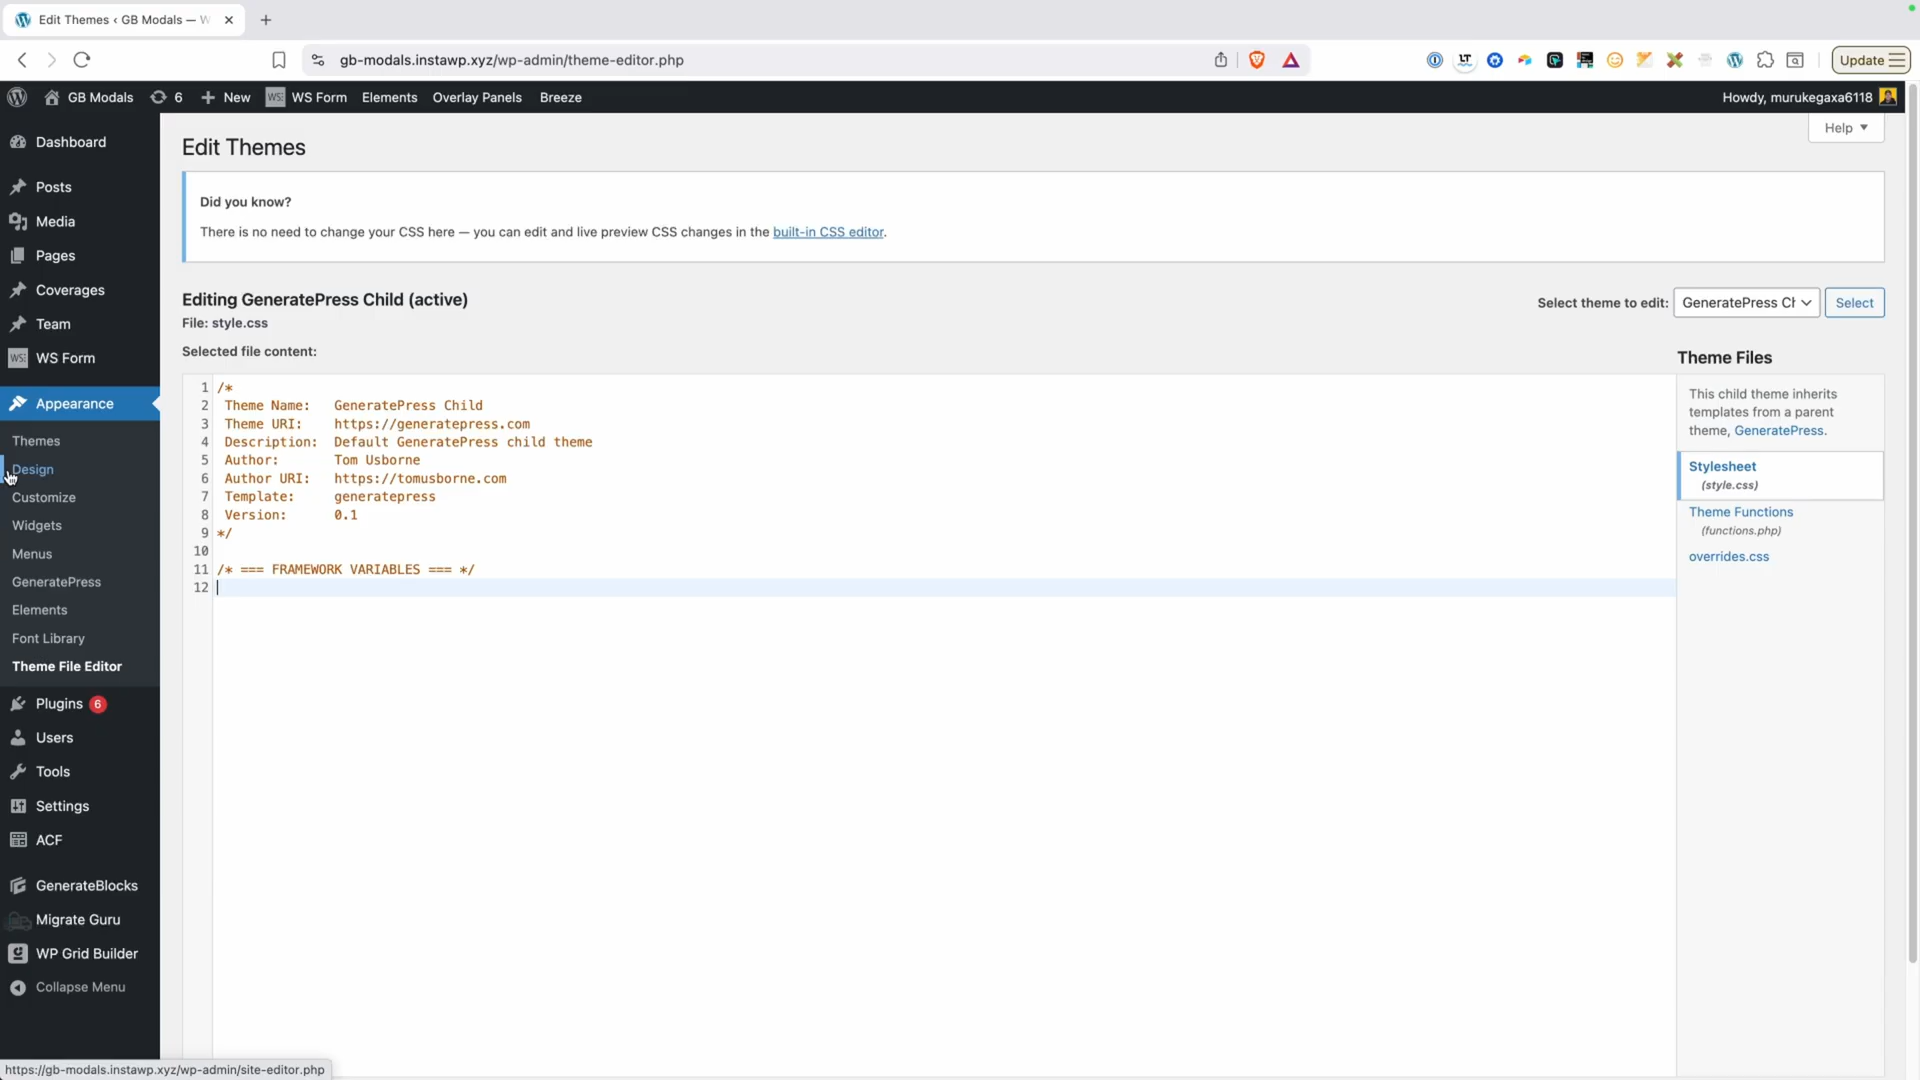 Edit Themes ‹ GB Modals — W
gb-modals.instawp.xyz/wp-admin/theme-editor.php
Update
GB Modals
6
New
WS Form
Elements
Overlay Panels
Breeze
Howdy, murukegaxa6118
Help
Dashboard
Posts
Media
Pages
Coverages
Team
WS Form
Appearance
Themes
Design
Customize
Widgets
Menus
GeneratePress
Elements
Font Library
Theme File Editor
Plugins 6
Users
Tools
Settings
ACF
GenerateBlocks
Migrate Guru
WP Grid Builder
Collapse Menu
Edit Themes
Did you know?
There is no need to change your CSS here — you can edit and live preview CSS changes in the built-in CSS editor.
Editing GeneratePress Child (active)
File: style.css
Select theme to edit: GeneratePress Ch Select
Selected file content:
1 /*
2 Theme Name: GeneratePress Child
3 Theme URI: https://generatepress.com
4 Description: Default GeneratePress child theme
5 Author: Tom Usborne
6 Author URI: https://tomusborne.com
7 Template: generatepress
8 Version: 0.1
9 */
10
11 /* === FRAMEWORK VARIABLES === */
12
Theme Files
This child theme inherits
templates from a parent
theme, GeneratePress.
Stylesheet
(style.css)
Theme Functions
(functions.php)
overrides.css
https://gb-modals.instawp.xyz/wp-admin/site-editor.php